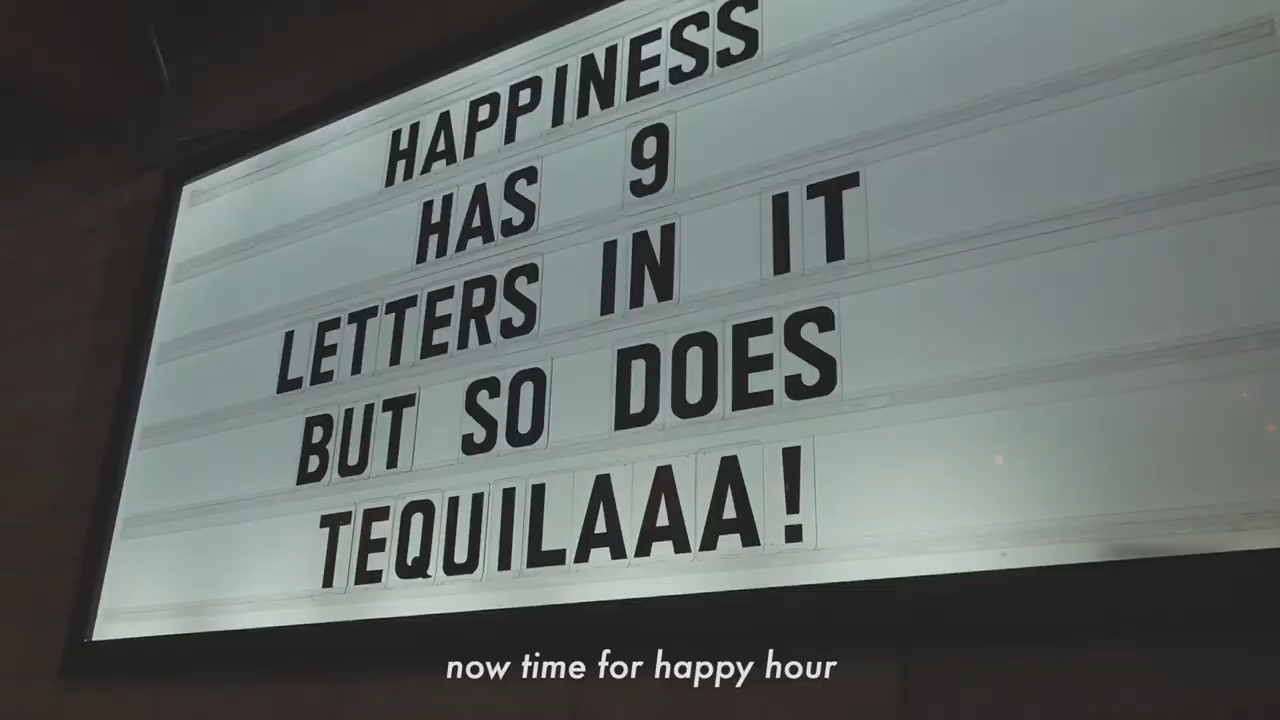 HAPPINESS
HAS 9
LETTERS IN IT
BUT SO DOES
TEQUILAAA!
now time for happy hour